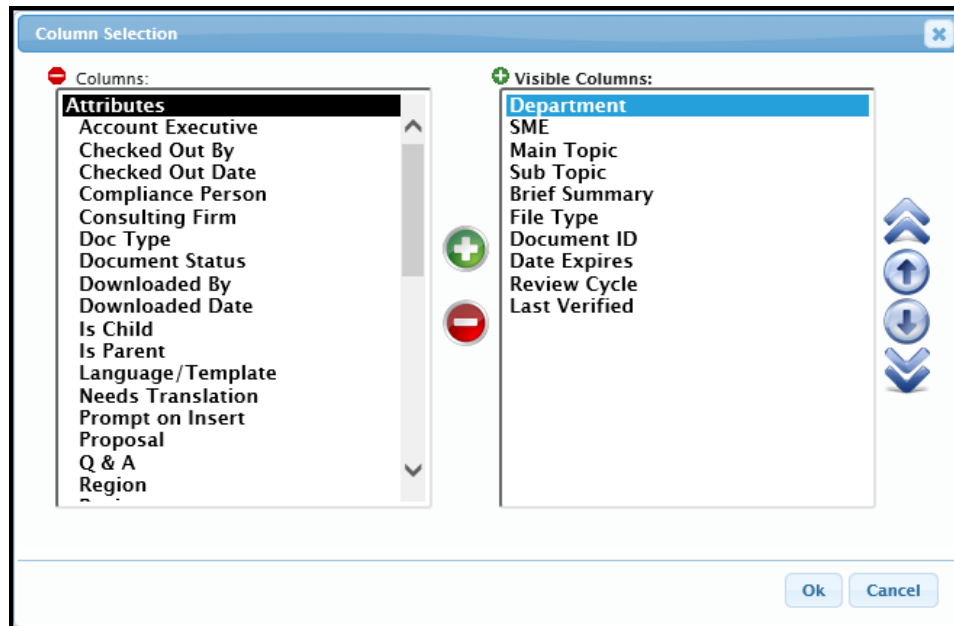 Column Selection
Columns:
Attributes
Account Executive
Checked Out By
Checked Out Date
Compliance Person
Consulting Firm
Doc Type
Document Status
Downloaded By
Downloaded Date
Is Child
Is Parent
Language/Template
Needs Translation
Prompt on Insert
Proposal
Q & A
Region
Visible Columns:
Department
SME
Main Topic
Sub Topic
Brief Summary
File Type
Document ID
Date Expires
Review Cycle
Last Verified
Ok
Cancel